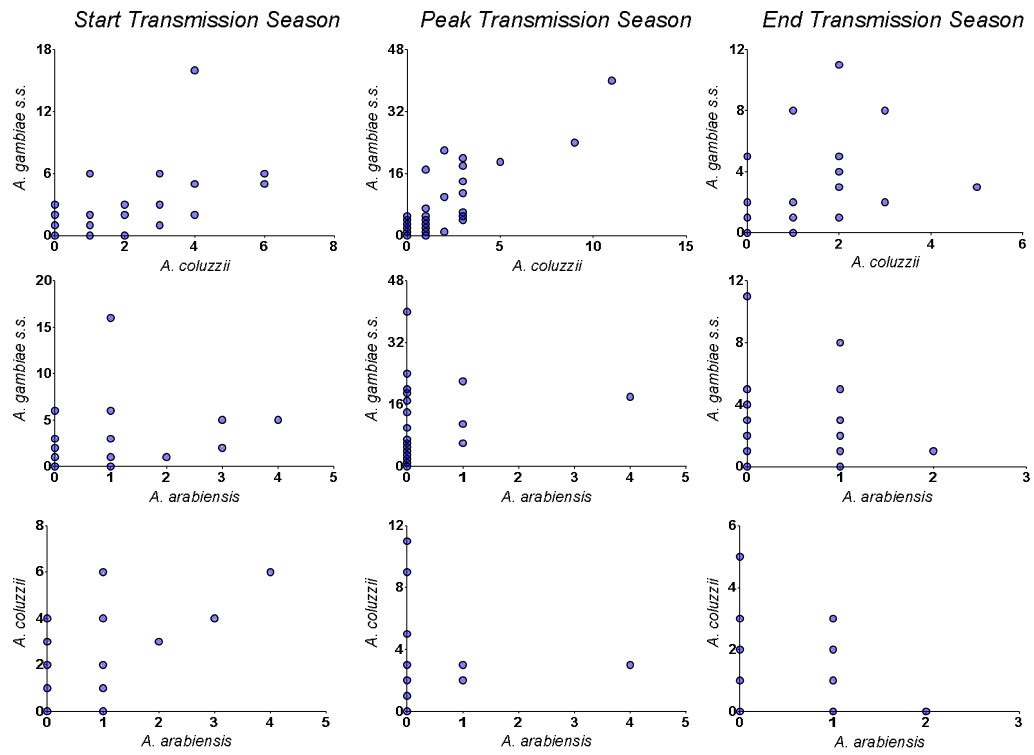 Start Transmission Season
Peak Transmission Season
End Transmission Season
18
12
6
0
A. gambiae s.s.
0 2 4 6 8
A. coluzzii
48
32
16
0
A. gambiae s.s.
0 5 10 15
A. coluzzii
12
8
4
0
A. gambiae s.s.
0 2 4 6
A. coluzzii
20
15
10
5
0
A. gambiae s.s.
0 1 2 3 4 5
A. arabiensis
48
32
16
0
A. gambiae s.s.
0 1 2 3 4 5
A. arabiensis
12
8
4
0
A. gambiae s.s.
0 1 2 3
A. arabiensis
8
6
4
2
0
A. coluzzii
0 1 2 3 4 5
A. arabiensis
12
8
4
0
A. coluzzii
0 1 2 3 4 5
A. arabiensis
6
4
2
0
A. coluzzii
0 1 2 3
A. arabiensis